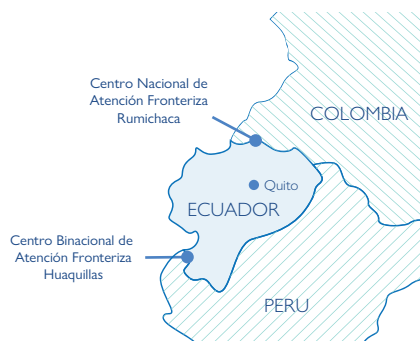 Centro Nacional de
Atención Fronteriza
Rumichaca
COLOMBIA
Quito
ECUADOR
Centro Binacional de
Atención Fronteriza
Huaquillas
PERU